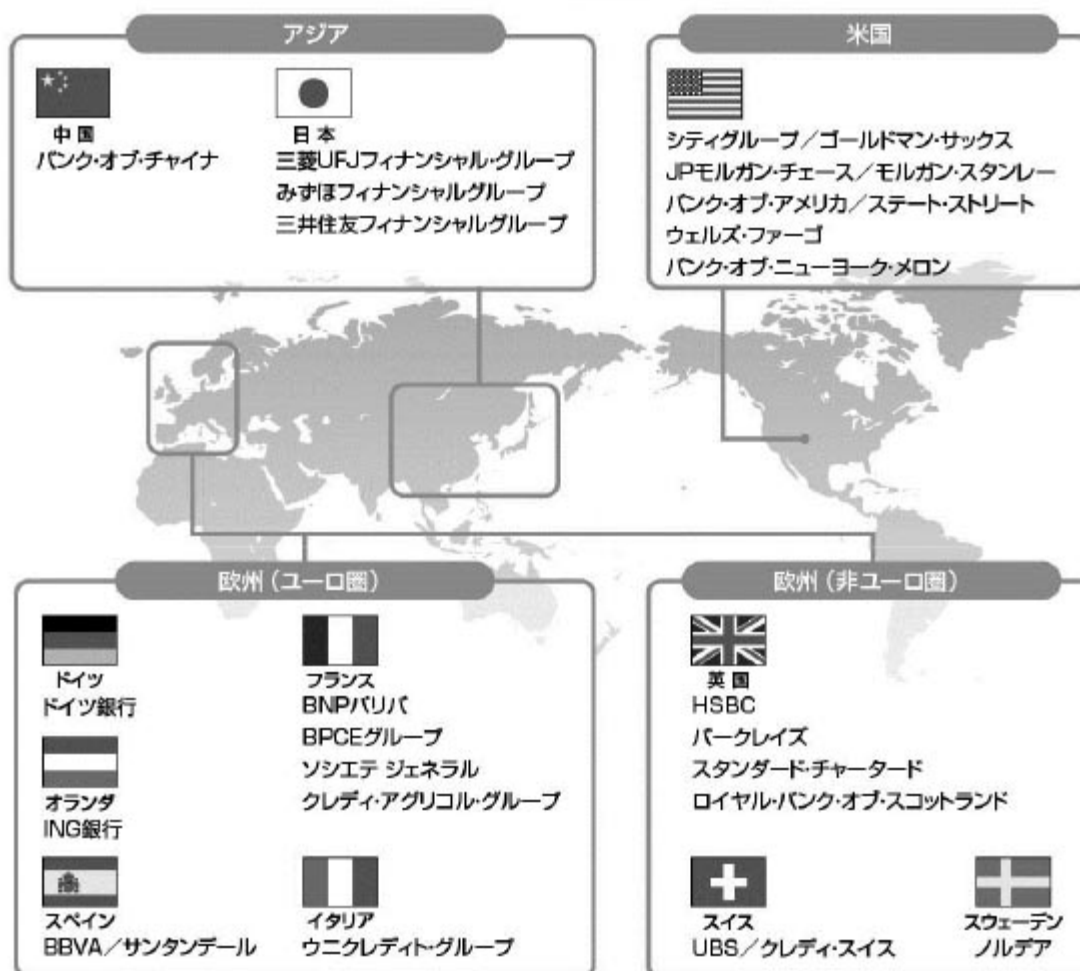 アジア
中国
バンク・オブ・チャイナ
日本
三菱UFJフィナンシャル・グループ
みずほフィナンシャルグループ
三井住友フィナンシャルグループ
米国
シティグループ／ゴールドマン・サックス
JPモルガン・チェース／モルガン・スタンレー
バンク・オブ・アメリカ／ステート・ストリート
ウェルズ・ファーゴ
バンク・オブ・ニューヨーク・メロン
欧州（ユーロ圏）
ドイツ
ドイツ銀行
フランス
BNPパリバ
BPCEグループ
ソシエテ ジェネラル
クレディ・アグリコル・グループ
オランダ
ING銀行
スペイン
BBVA／サンタンデール
イタリア
ウニクレディト・グループ
欧州（非ユーロ圏）
英国
HSBC
バークレイズ
スタンダード・チャータード
ロイヤル・バンク・オブ・スコットランド
スイス
UBS／クレディ・スイス
スウェーデン
ノルデア